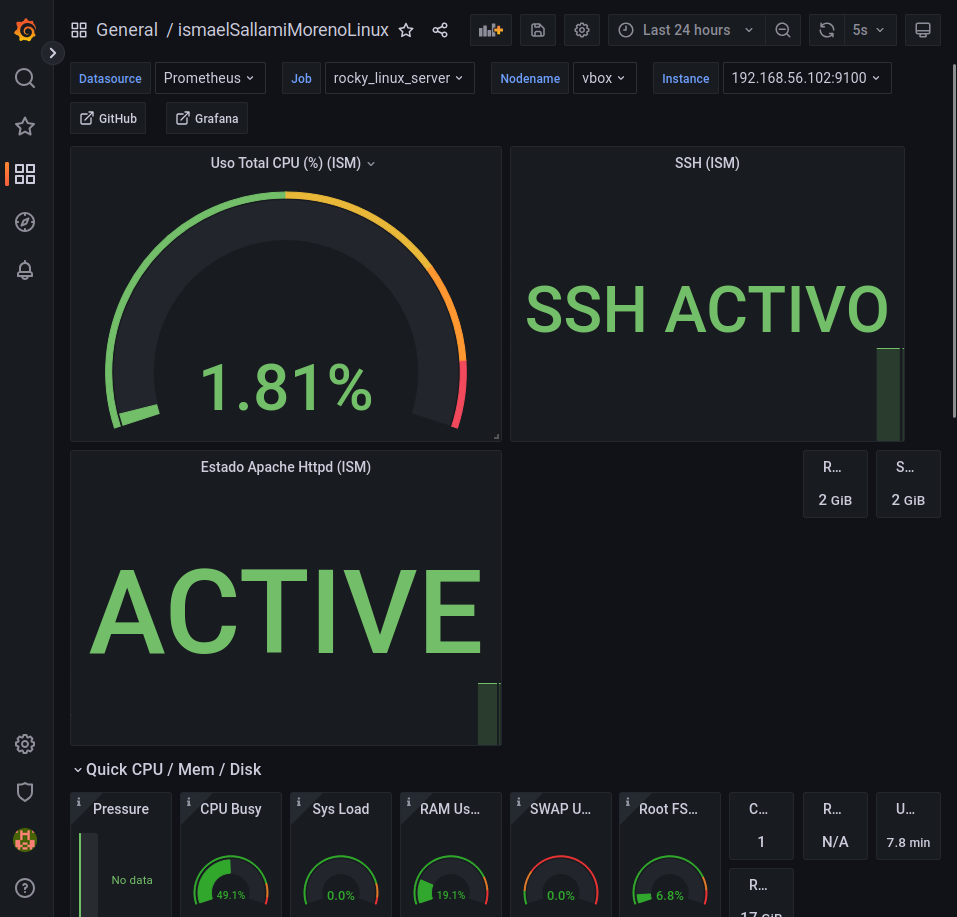 General / ismaelSallamiMorenoLinux
Last 24 hours
5s
Datasource Prometheus Job rocky_linux_server Nodename vbox Instance 192.168.56.102:9100
GitHub Grafana
Uso Total CPU (%) (ISM)
1.81%
SSH (ISM)
SSH ACTIVO
Estado Apache Httpd (ISM)
ACTIVE
R...
2 GiB
S...
2 GiB
Quick CPU / Mem / Disk
Pressure
No data
CPU Busy
49.1%
Sys Load
0.0%
RAM Us...
19.1%
SWAP U...
0.0%
Root FS...
6.8%
C...
1
R...
N/A
U...
7.8 min
R...
17 GiB